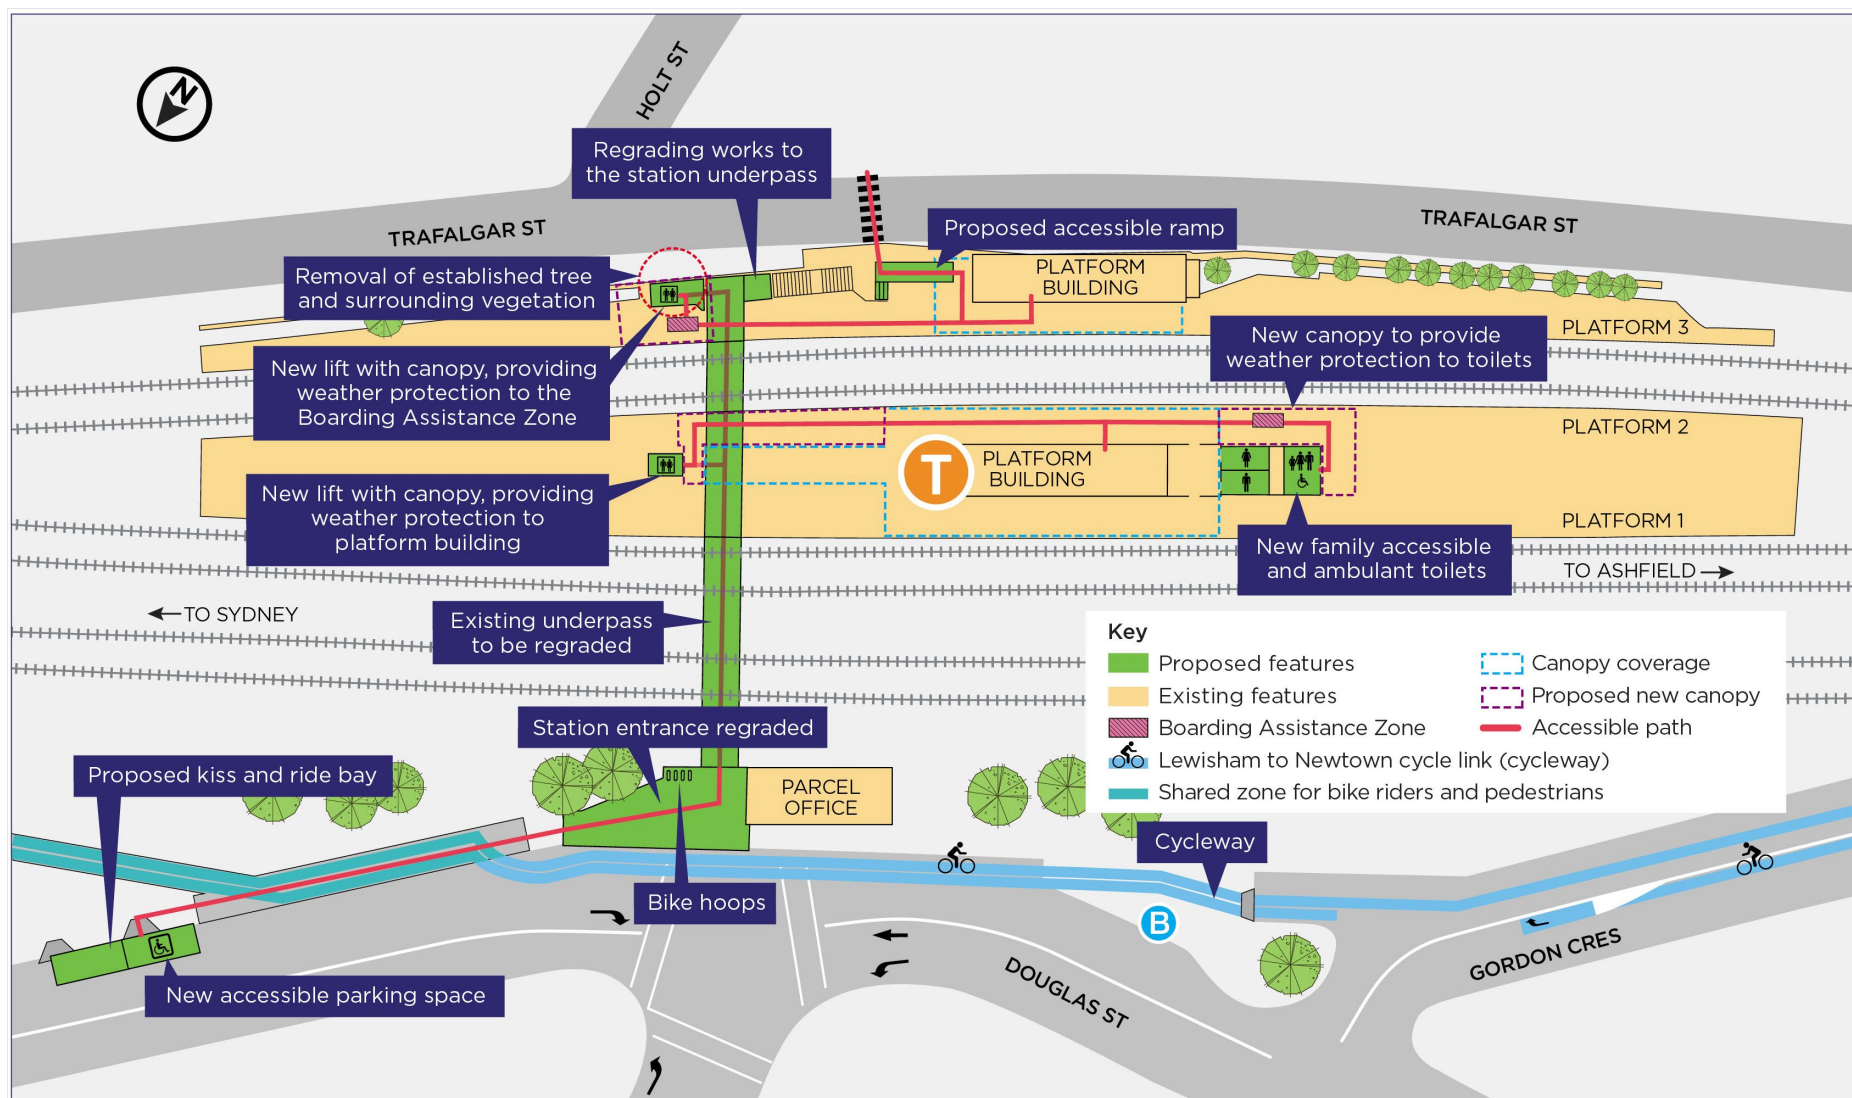 N
HOLT ST
Regrading works to
the station underpass
TRAFALGAR ST
TRAFALGAR ST
Proposed accessible ramp
Removal of established tree
and surrounding vegetation
PLATFORM
BUILDING
PLATFORM 3
New lift with canopy, providing
weather protection to the
Boarding Assistance Zone
New canopy to provide
weather protection to toilets
PLATFORM 2
T
PLATFORM
BUILDING
New lift with canopy, providing
weather protection to
platform building
PLATFORM 1
New family accessible
and ambulant toilets
TO ASHFIELD
TO SYDNEY
Existing underpass
to be regraded
Key
Proposed features
Existing features
Boarding Assistance Zone
Canopy coverage
Proposed new canopy
Accessible path
Lewisham to Newtown cycle link (cycleway)
Shared zone for bike riders and pedestrians
Station entrance regraded
Proposed kiss and ride bay
PARCEL
OFFICE
Cycleway
Bike hoops
B
New accessible parking space
DOUGLAS ST
GORDON CRES